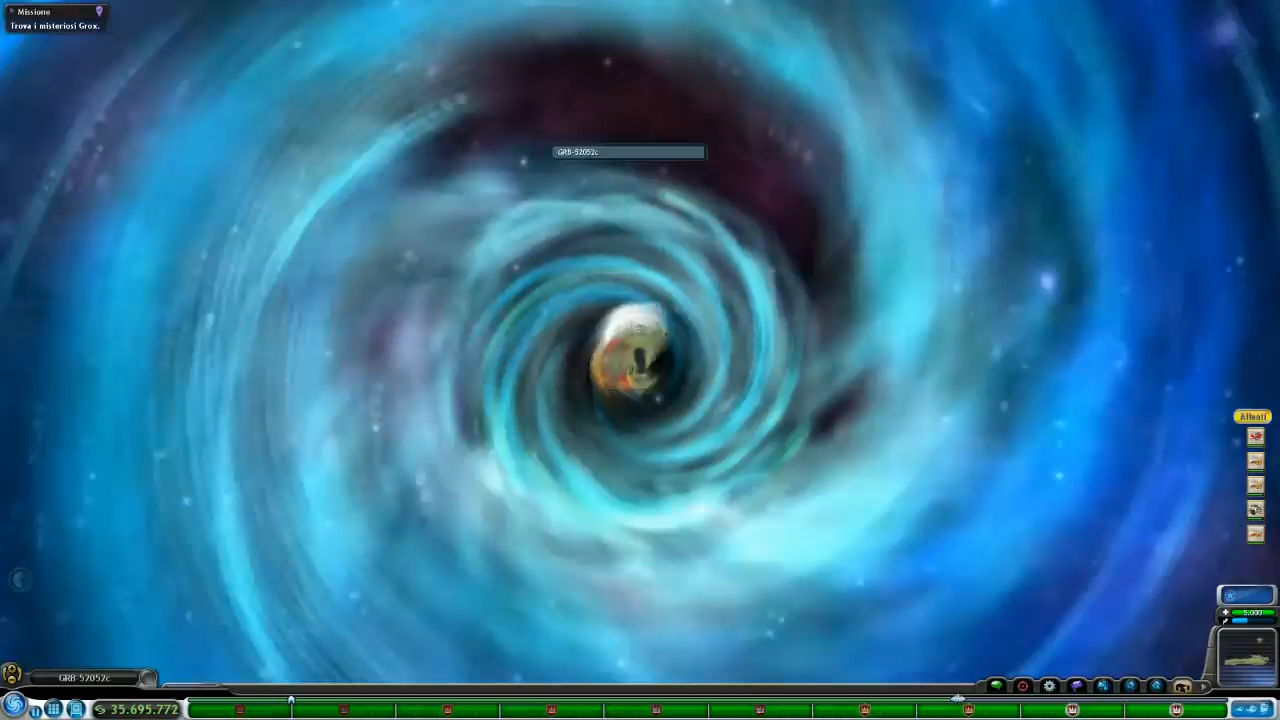 Missione
Trova i misteriosi Grox.
GRB-52052c
Alleati
5.000
GRB-52052c
35.695.772